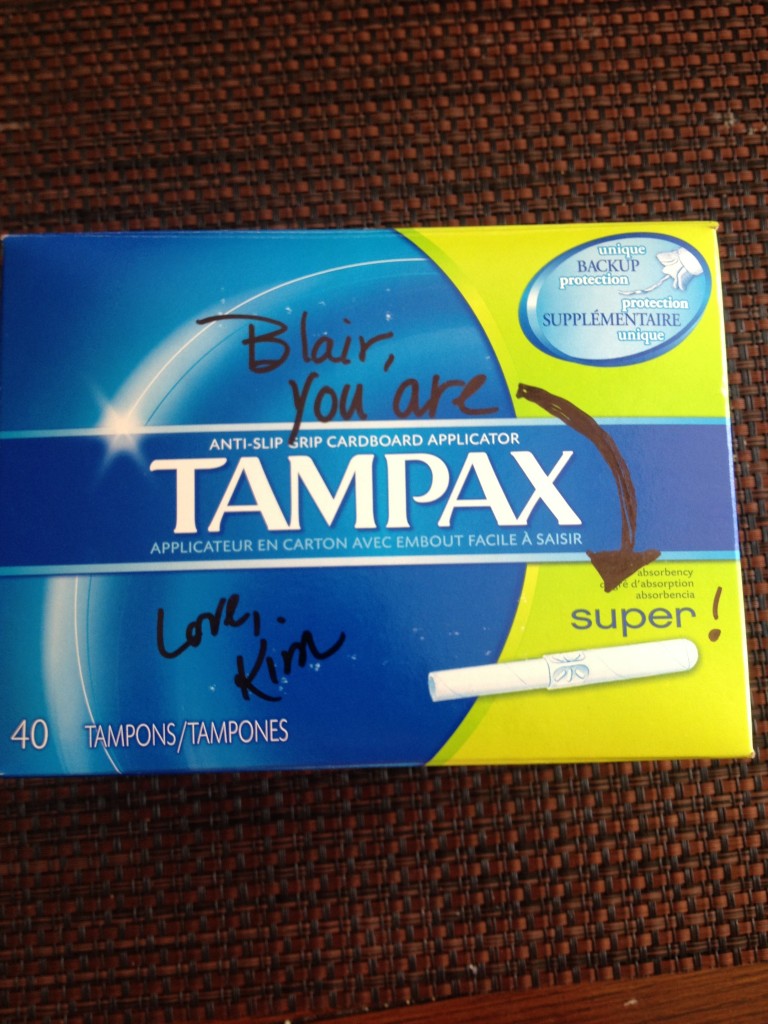 unique
BACKUP
protection
protection
SUPPLÉMENTAIRE
unique
Blair,
you are
ANTI-SLIP GRIP CARDBOARD APPLICATOR
TAMPAX
APPLICATEUR EN CARTON AVEC EMBOUT FACILE À SAISIR
absorbency
d'absorption
absorbencia
super!
Love,
Kim
40 TAMPONS/TAMPONES